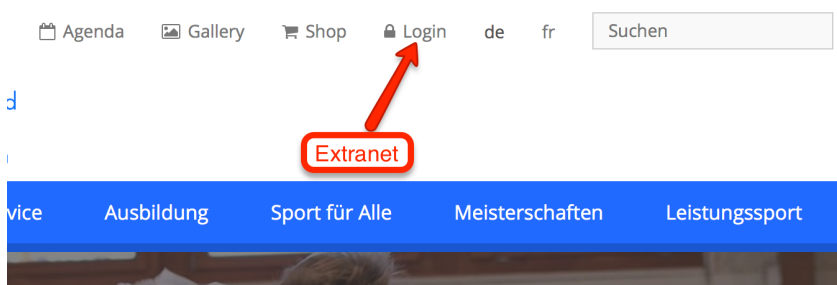 Agenda Gallery Shop Login de fr Suchen
d
Extranet
vice Ausbildung Sport für Alle Meisterschaften Leistungssport